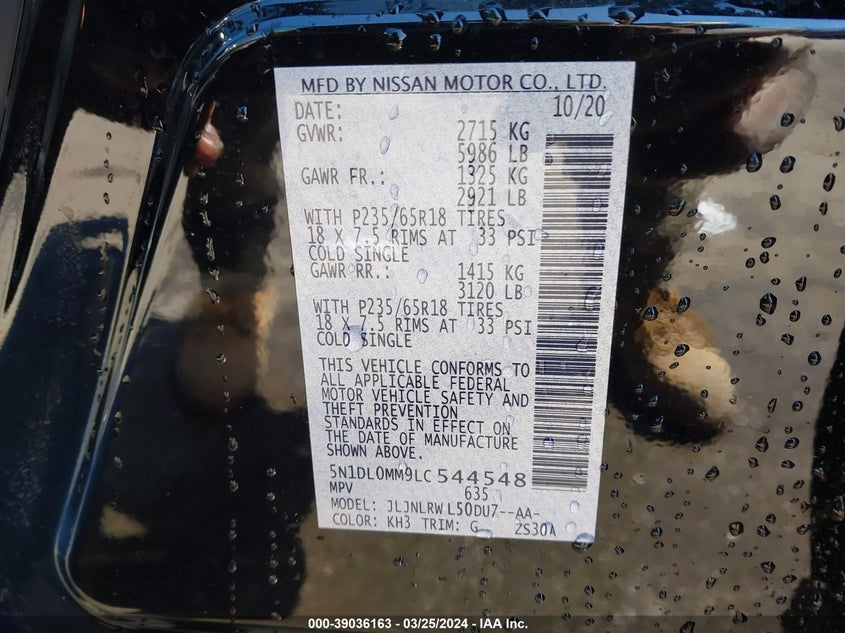 MFD BY NISSAN MOTOR CO., LTD.
DATE: 10/20
GVWR: 2715 KG
5986 LB
GAWR FR.: 1325 KG
2921 LB
WITH P235/65R18 TIRES
18 X 7.5 RIMS AT 33 PSI
COLD SINGLE
GAWR RR.: 1415 KG
3120 LB
WITH P235/65R18 TIRES
18 X 7.5 RIMS AT 33 PSI
COLD SINGLE
THIS VEHICLE CONFORMS TO
ALL APPLICABLE FEDERAL
MOTOR VEHICLE SAFETY AND
THEFT PREVENTION
STANDARDS IN EFFECT ON
THE DATE OF MANUFACTURE
SHOWN ABOVE.
5N1DL0MM9LC544548
MPV 635
MODEL: JLJNLRW L50DU7--AA-
COLOR: KH3 TRIM: G 2S30A
000-39036163 - 03/25/2024 - IAA Inc.